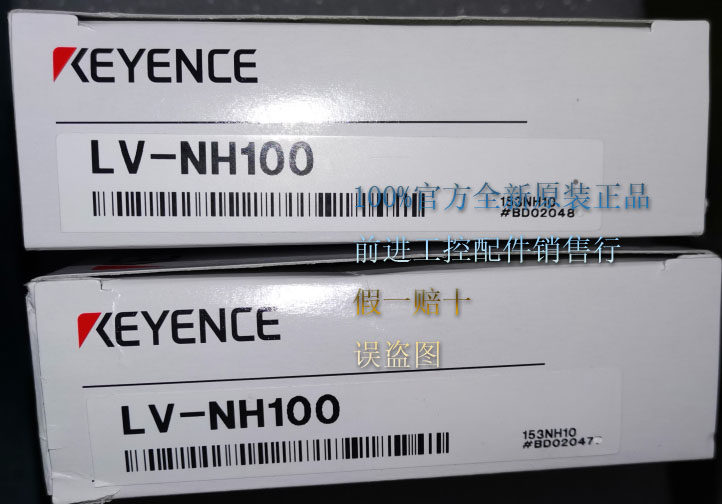 KEYENCE
LV-NH100
153NH10
#BD02048
100%官方全新原装正品
前进工控配件销售行
假一赔十
误盗图
KEYENCE
LV-NH100
153NH10
#BD02047